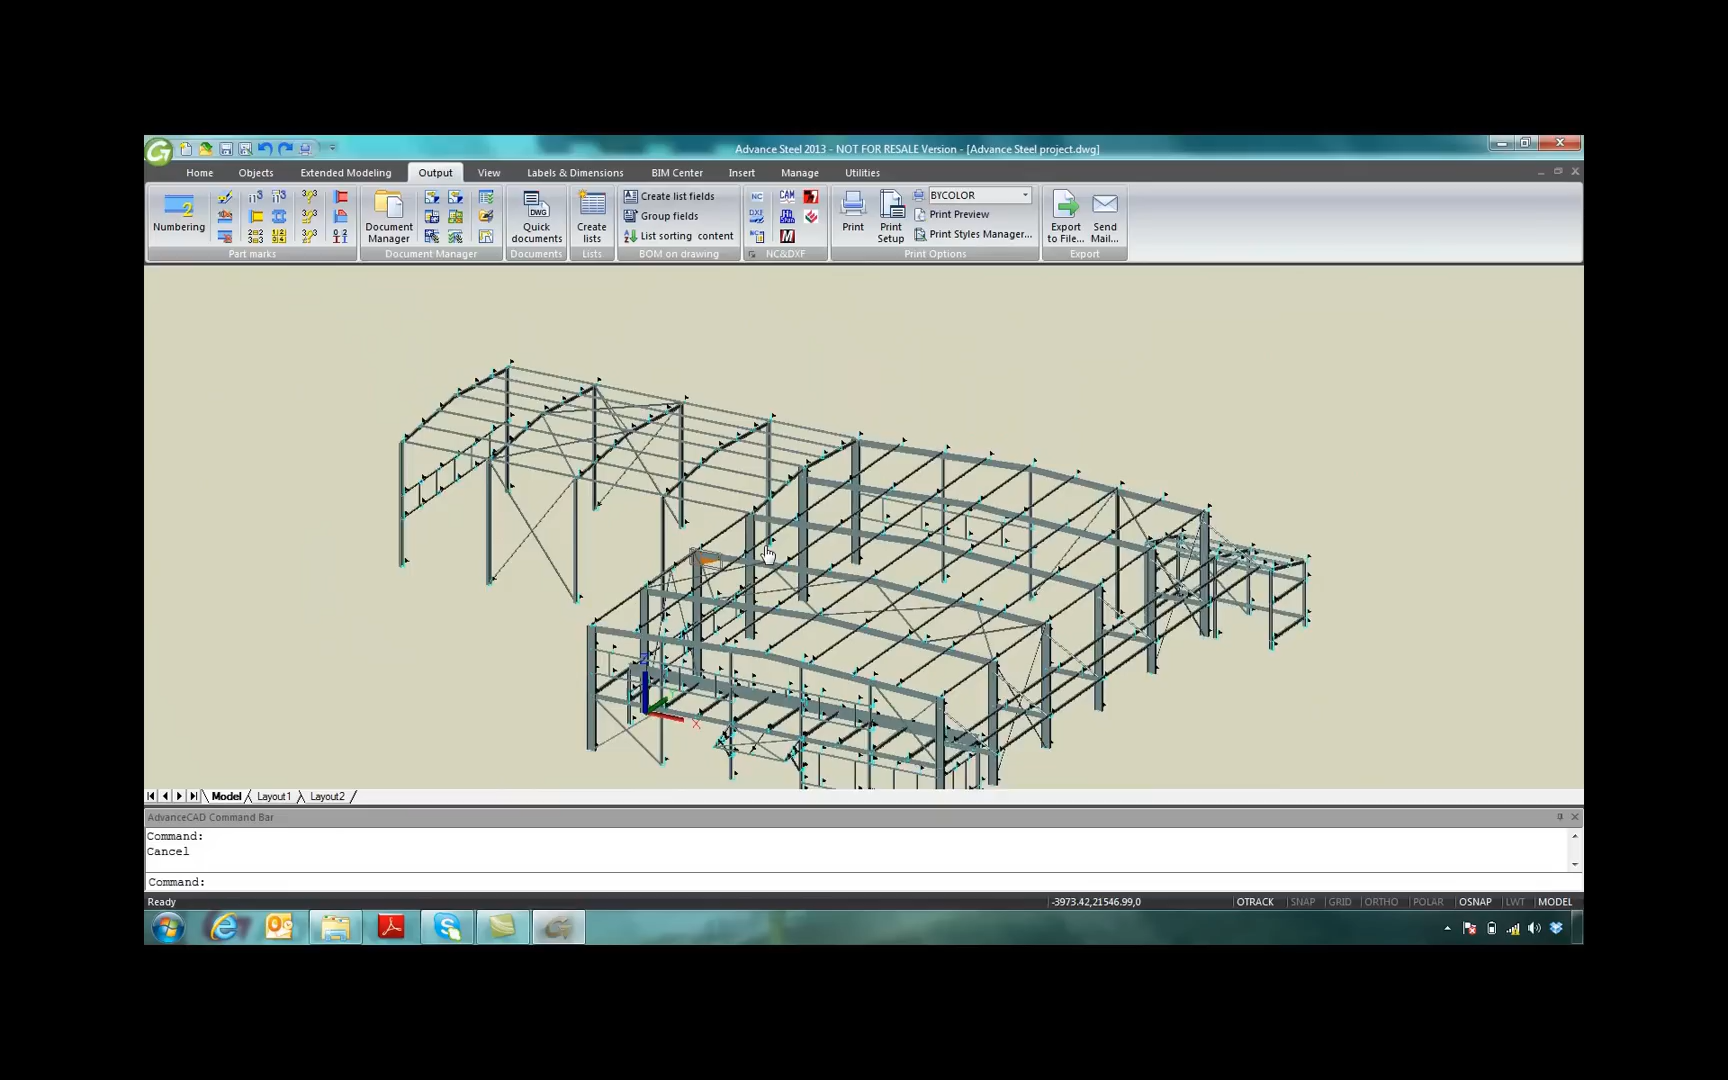 Advance Steel 2013 - NOT FOR RESALE Version - [Advance Steel project.dwg]
Home Objects Extended Modeling Output View Labels & Dimensions BIM Center Insert Manage Utilities
Numbering
Part marks
Document Manager
Document Manager
DWG
Quick documents
Documents
Create lists
Lists
Create list fields
Group fields
List sorting content
BOM on drawing
NC
CAM
DXF
NC&DXF
Print
Print Setup
BYCOLOR
Print Preview
Print Styles Manager...
Print Options
Export to File...
Send Mail...
Export
X
Model Layout1 Layout2
AdvanceCAD Command Bar
Command:
Cancel
Command:
Ready
-3973.42,21546.99,0
OTRACK SNAP GRID ORTHO POLAR OSNAP LWT MODEL